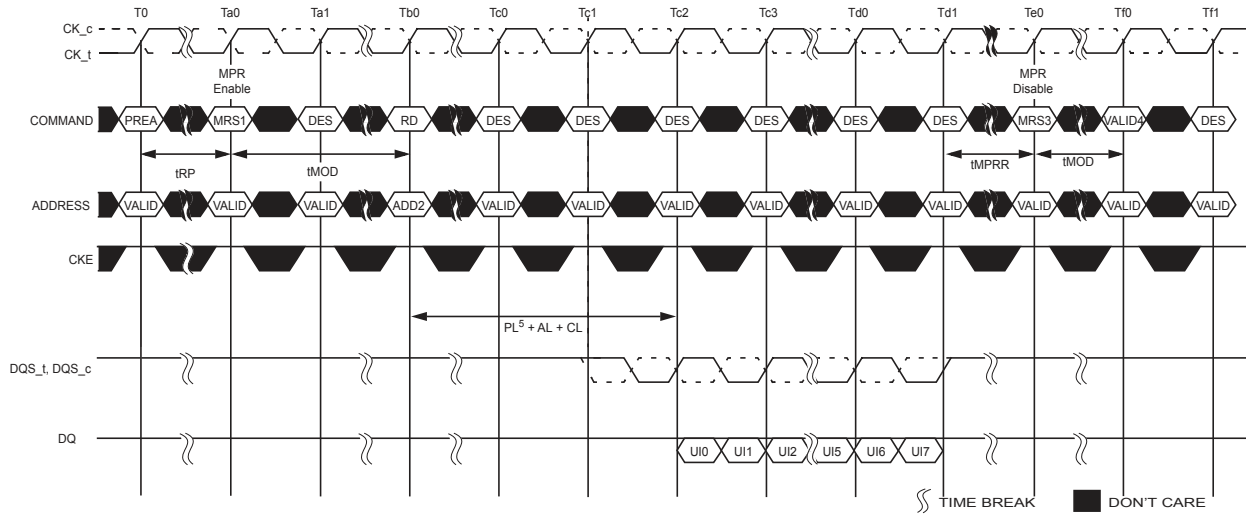 T0 Ta0 Ta1 Tb0 Tc0 Tc1 Tc2 Tc3 Td0 Td1 Te0 Tf0 Tf1
CK_c
CK_t
MPR Enable
MPR Disable
COMMAND PREA MRS1 DES RD DES DES DES DES DES DES MRS3 VALID4 DES
tRP tMOD tMPRR tMOD
ADDRESS VALID VALID VALID ADD2 VALID VALID VALID VALID VALID VALID VALID VALID VALID
CKE
PL5 + AL + CL
DQS_t, DQS_c
DQ
UI0 UI1 UI2 UI5 UI6 UI7
TIME BREAK DON'T CARE